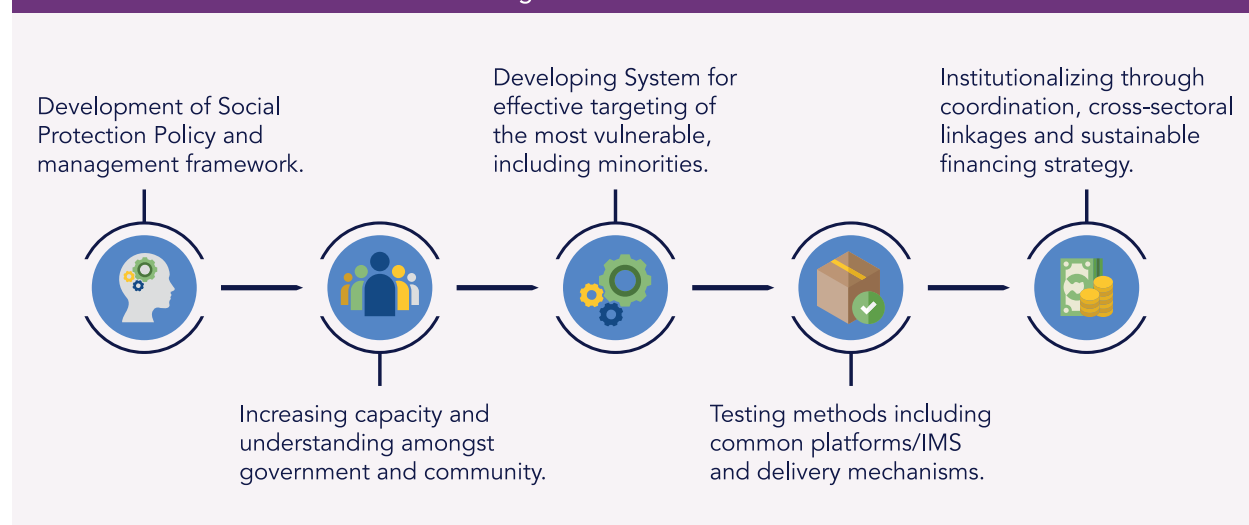 Development of Social
Protection Policy and
management framework.
Increasing capacity and
understanding amongst
government and community.
Developing System for
effective targeting of
the most vulnerable,
including minorities.
Testing methods including
common platforms/IMS
and delivery mechanisms.
Institutionalizing through
coordination, cross-sectoral
linkages and sustainable
financing strategy.